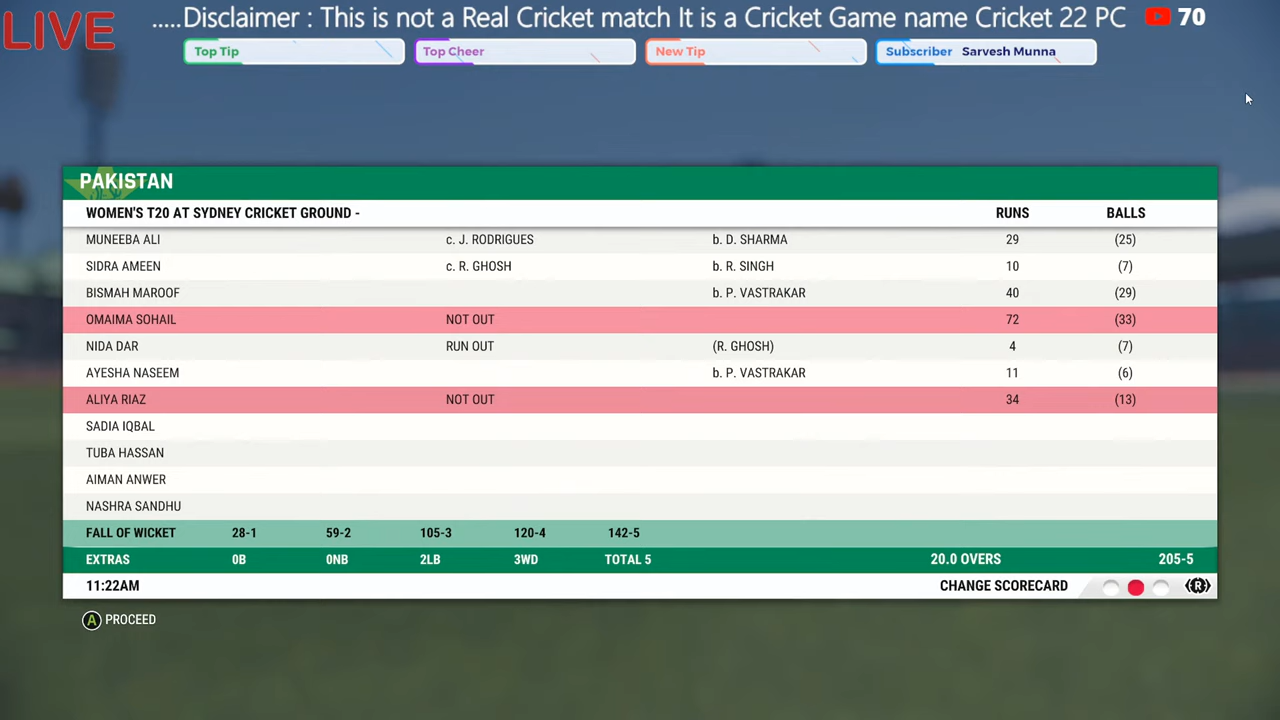 LIVE
.....Disclaimer : This is not a Real Cricket match It is a Cricket Game name Cricket 22 PC 70
Top Tip Top Cheer New Tip Subscriber Sarvesh Munna
PAKISTAN
WOMEN'S T20 AT SYDNEY CRICKET GROUND - RUNS BALLS
MUNEEBA ALI c. J. RODRIGUES b. D. SHARMA 29 (25)
SIDRA AMEEN c. R. GHOSH b. R. SINGH 10 (7)
BISMAH MAROOF b. P. VASTRAKAR 40 (29)
OMAIMA SOHAIL NOT OUT 72 (33)
NIDA DAR RUN OUT (R. GHOSH) 4 (7)
AYESHA NASEEM b. P. VASTRAKAR 11 (6)
ALIYA RIAZ NOT OUT 34 (13)
SADIA IQBAL
TUBA HASSAN
AIMAN ANWER
NASHRA SANDHU
FALL OF WICKET 28-1 59-2 105-3 120-4 142-5
EXTRAS 0B 0NB 2LB 3WD TOTAL 5 20.0 OVERS 205-5
11:22AM CHANGE SCORECARD R
A PROCEED